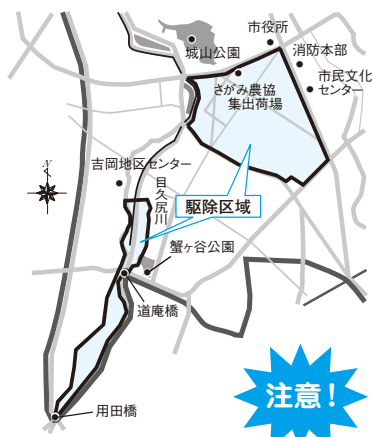 市役所
城山公園
消防本部
さがみ農協
集出荷場
市民文化
センター
吉岡地区センター
N
目久尻川
駆除区域
蟹ヶ谷公園
道庵橋
用田橋
注意!